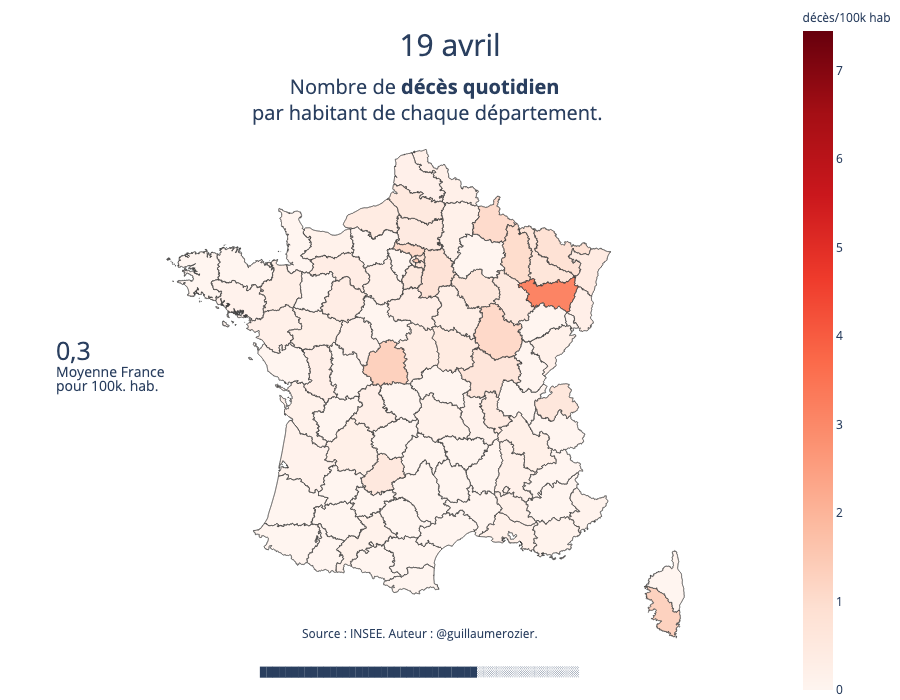 décès/100k hab
19 avril
Nombre de décès quotidien
par habitant de chaque département.
7
6
5
4
3
2
1
0
0,3
Moyenne France
pour 100k. hab.
Source : INSEE. Auteur : @guillaumerozier.